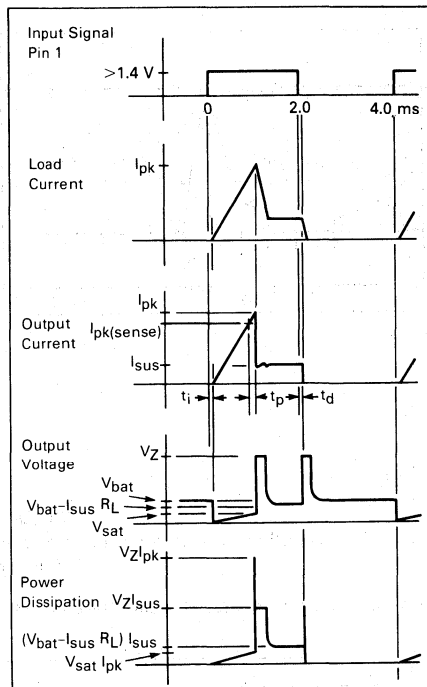 Input Signal
Pin 1
>1.4 V
0
2.0
4.0 ms
Load
Current
Ipk
Output
Current
Ipk
Ipk(sense)
Isus
ti
tp
td
Output
Voltage
VZ
Vbat
Vbat-Isus RL
Vsat
Power
Dissipation
VZIpk
VZIsus
(Vbat-Isus RL) Isus
Vsat Ipk